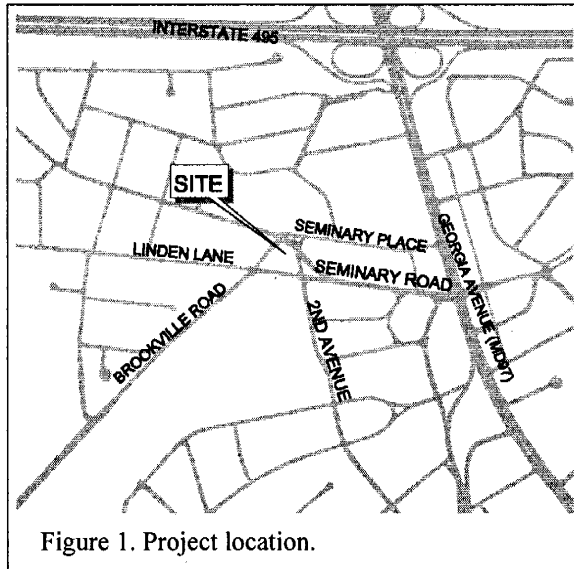 INTERSTATE 495
SITE
SEMINARY PLACE
LINDEN LANE
SEMINARY ROAD
GEORGIA AVENUE (MD97)
BROOKVILLE ROAD
2ND AVENUE
Figure 1. Project location.